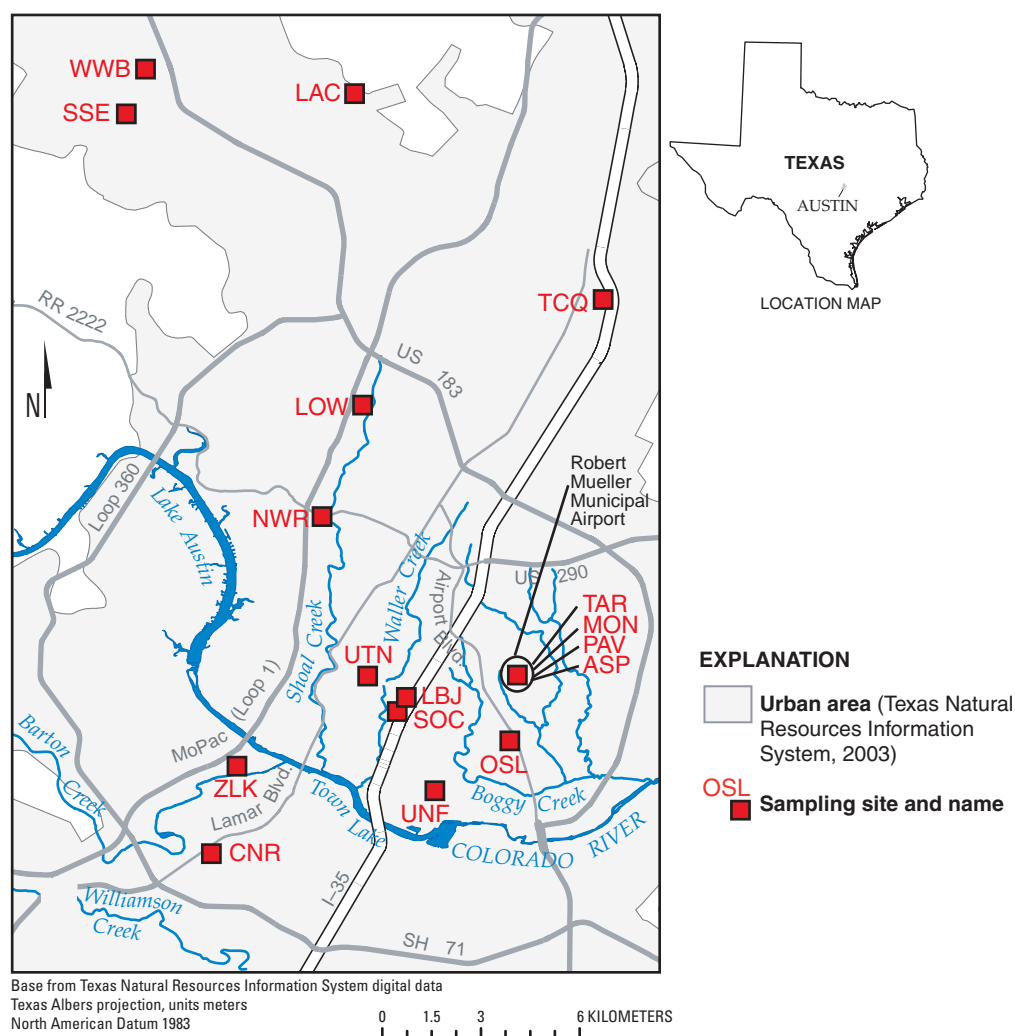 WWB
SSE
LAC
TEXAS
AUSTIN
LOCATION MAP
TCQ
RR 2222
N
US 183
LOW
Robert
Mueller
Municipal
Airport
Loop 360
Lake Austin
NWR
Waller Creek
Airport Blvd.
US 290
Shoal Creek
TAR
MON
PAV
ASP
UTN
LBJ
SOC
MoPac (Loop 1)
Barton
Creek
OSL
ZLK
Lamar Blvd.
Town Lake
UNF
Boggy Creek
COLORADO RIVER
CNR
I–35
Williamson
Creek
SH 71
EXPLANATION
Urban area (Texas Natural
Resources Information
System, 2003)
OSL
Sampling site and name
Base from Texas Natural Resources Information System digital data
Texas Albers projection, units meters
North American Datum 1983
0 1.5 3 6 KILOMETERS